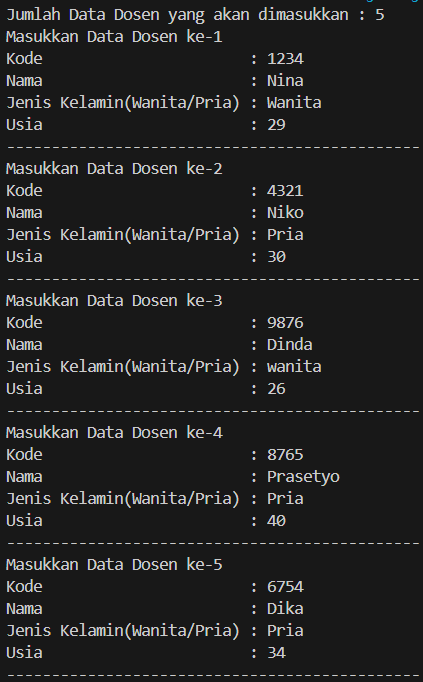 Jumlah Data Dosen yang akan dimasukkan : 5
Masukkan Data Dosen ke-1
Kode : 1234
Nama : Nina
Jenis Kelamin(Wanita/Pria) : Wanita
Usia : 29
----------------------------------------------
Masukkan Data Dosen ke-2
Kode : 4321
Nama : Niko
Jenis Kelamin(Wanita/Pria) : Pria
Usia : 30
----------------------------------------------
Masukkan Data Dosen ke-3
Kode : 9876
Nama : Dinda
Jenis Kelamin(Wanita/Pria) : wanita
Usia : 26
----------------------------------------------
Masukkan Data Dosen ke-4
Kode : 8765
Nama : Prasetyo
Jenis Kelamin(Wanita/Pria) : Pria
Usia : 40
----------------------------------------------
Masukkan Data Dosen ke-5
Kode : 6754
Nama : Dika
Jenis Kelamin(Wanita/Pria) : Pria
Usia : 34
----------------------------------------------